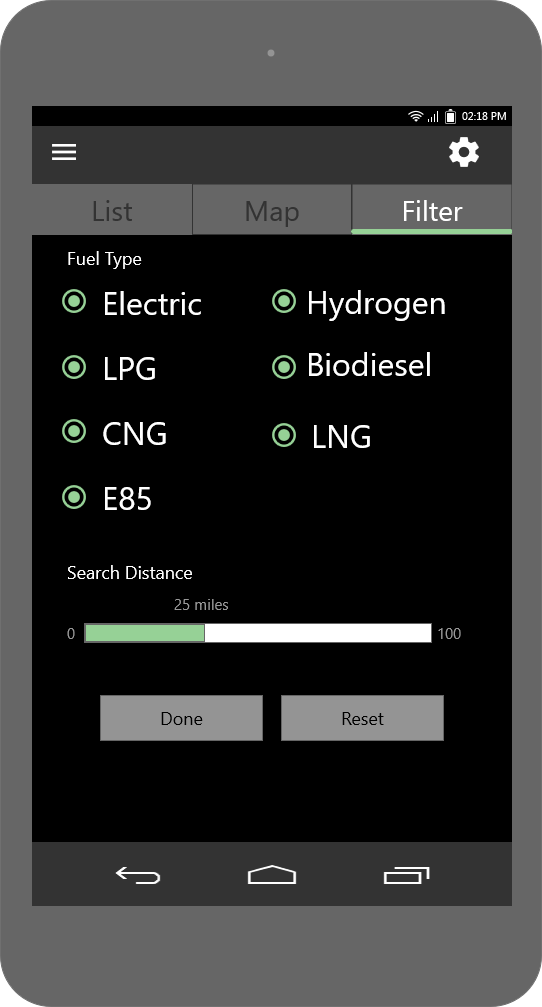 02:18 PM
List Map Filter
Fuel Type
Electric Hydrogen
LPG Biodiesel
CNG LNG
E85
Search Distance
25 miles
0 100
Done Reset